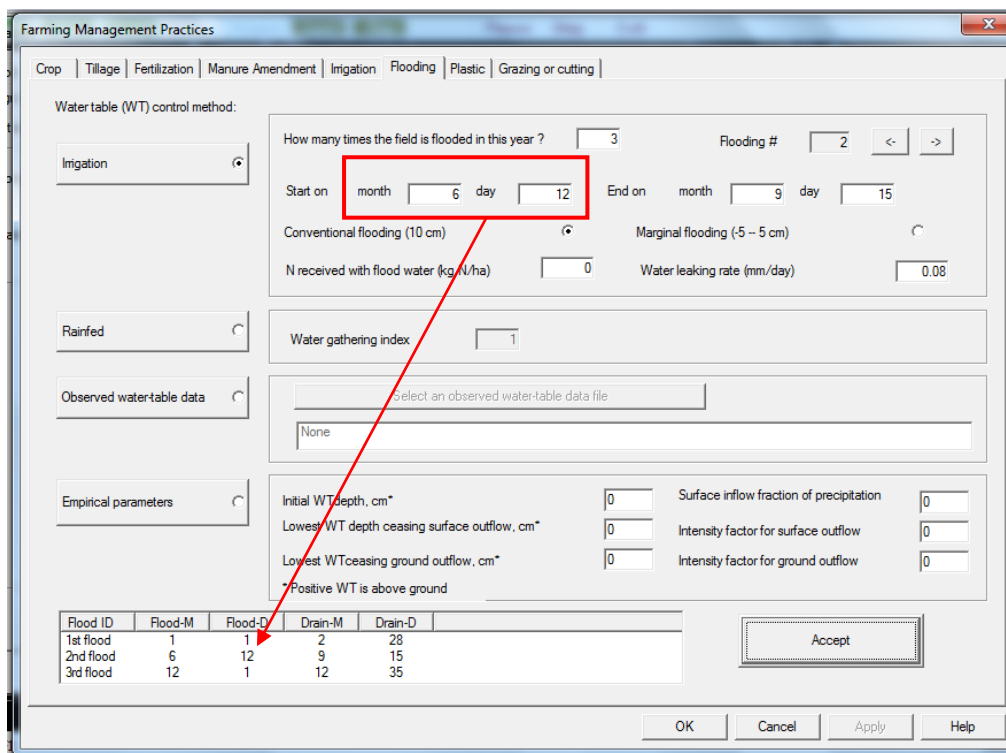 Farming Management Practices
Crop Tillage Fertilization Manure Amendment Irrigation Flooding Plastic Grazing or cutting
Water table (WT) control method:
Irrigation
How many times the field is flooded in this year ? 3 Flooding # 2 <- ->
Start on month 6 day 12 End on month 9 day 15
Conventional flooding (10 cm) Marginal flooding (-5 -- 5 cm)
N received with flood water (kg N/ha) 0 Water leaking rate (mm/day) 0.08
Rainfed
Water gathering index 1
Observed water-table data
Select an observed water-table data file
None
Empirical parameters
Initial WTdepth, cm* 0 Surface inflow fraction of precipitation 0
Lowest WT depth ceasing surface outflow, cm* 0 Intensity factor for surface outflow 0
Lowest WTceasing ground outflow, cm* 0 Intensity factor for ground outflow 0
* Positive WT is above ground
Flood ID Flood-M Flood-D Drain-M Drain-D
1st flood 1 1 2 28
2nd flood 6 12 9 15
3rd flood 12 1 12 35
Accept
OK Cancel Apply Help